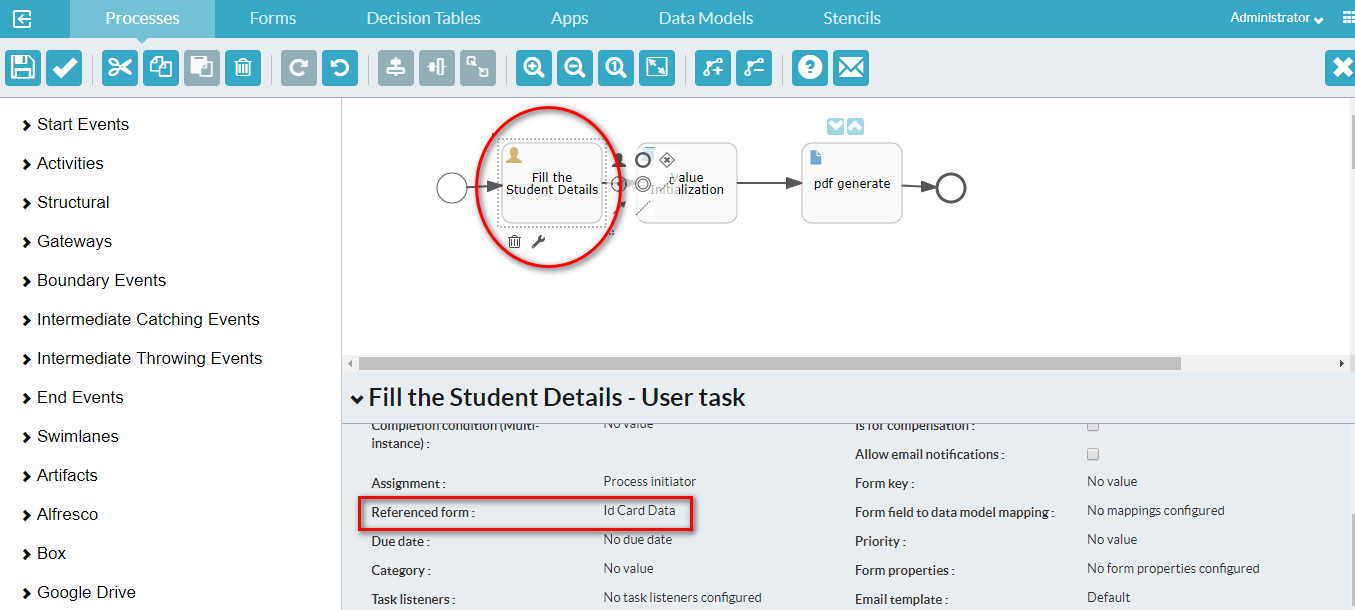 Processes Forms Decision Tables Apps Data Models Stencils Administrator
Start Events
Activities
Structural
Gateways
Boundary Events
Intermediate Catching Events
Intermediate Throwing Events
End Events
Swimlanes
Artifacts
Alfresco
Box
Google Drive
Fill the
Student Details
Value
Initialization
pdf generate
Fill the Student Details - User task
Completion condition (Multi-
instance) :
No value
Is for compensation :
Allow email notifications :
Assignment : Process initiator
Form key : No value
Referenced form : Id Card Data
Form field to data model mapping : No mappings configured
Due date : No due date
Priority : No value
Category : No value
Form properties : No form properties configured
Task listeners : No task listeners configured
Email template : Default